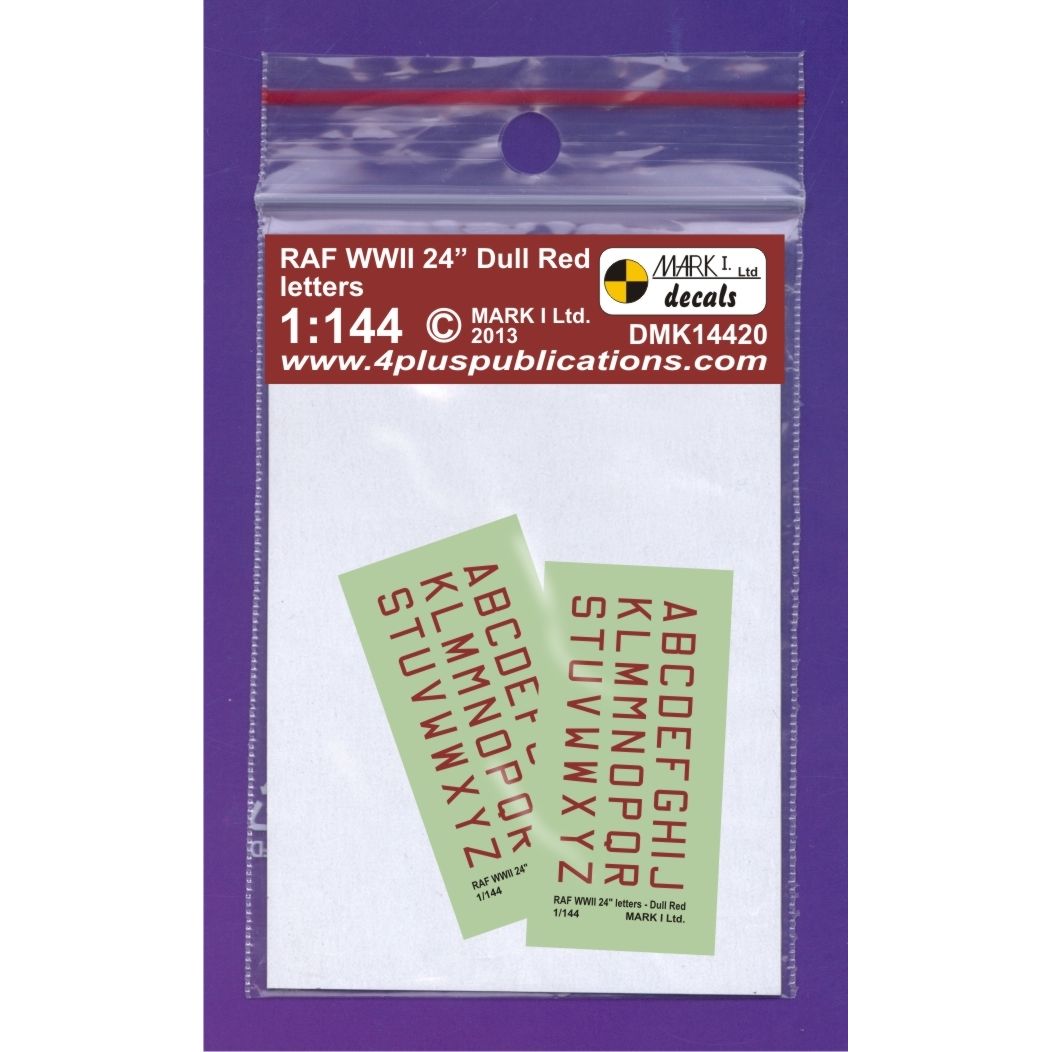 RAF WWII 24” Dull Red
letters
MARK I. Ltd
decals
1:144 © MARK I Ltd.
2013
DMK14420
www.4pluspublications.com
ABCDE
KLMMNOPQR
STUVWWXYZ
RAF WWII 24"
1/144
ABCDEFGHIJ
KLMMNOPQR
STUVWWXYZ
RAF WWII 24" letters - Dull Red
1/144 MARK I Ltd.